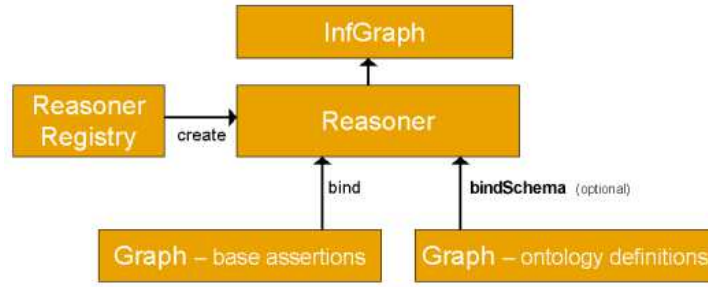 InfGraph
Reasoner
Registry
create
Reasoner
bind
bindSchema (optional)
Graph – base assertions
Graph – ontology definitions